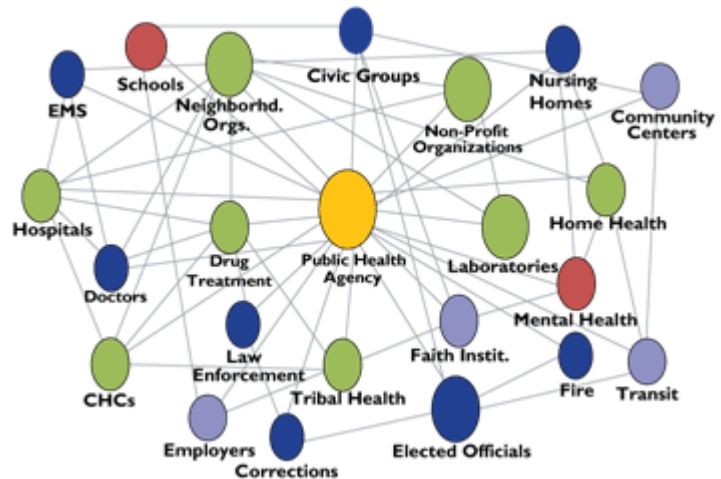 Schools
Civic Groups
EMS
Neighborhd.
Orgs.
Nursing
Homes
Non-Profit
Organizations
Community
Centers
Hospitals
Drug
Treatment
Public Health
Agency
Laboratories
Home Health
Doctors
Law
Enforcement
Faith Instit.
Mental Health
CHCs
Tribal Health
Fire
Transit
Employers
Corrections
Elected Officials